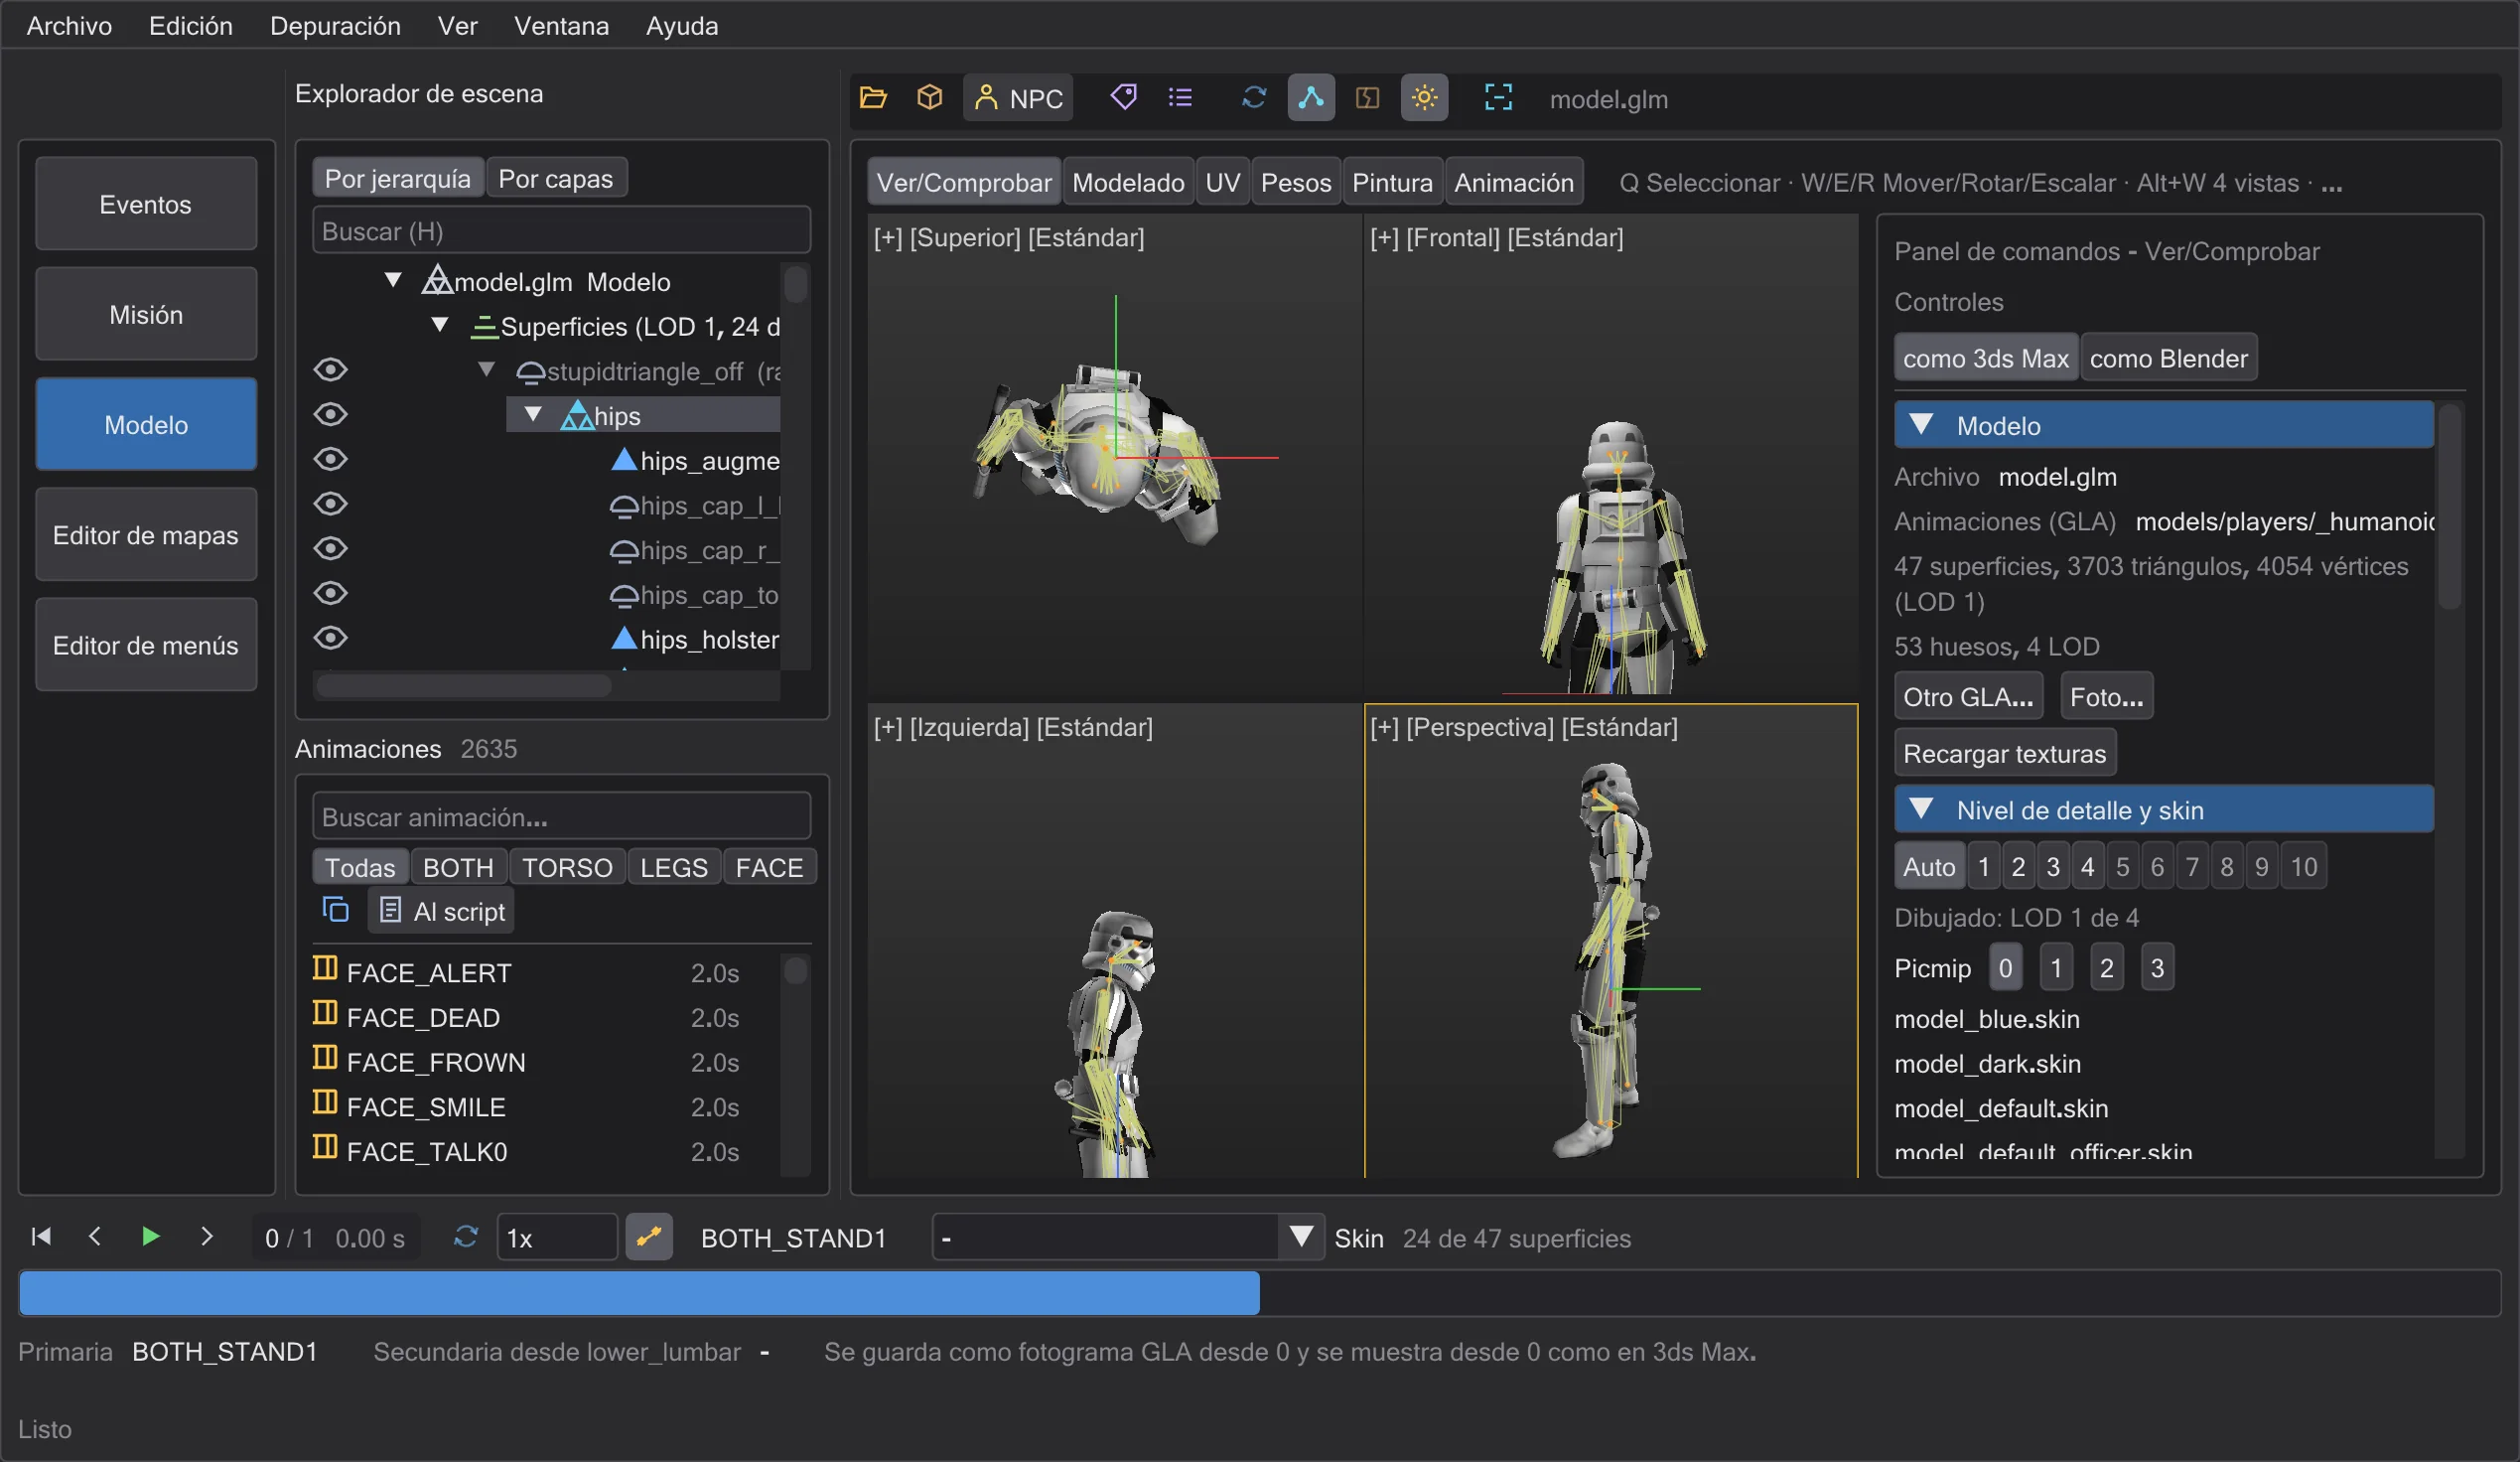 Archivo Edición Depuración Ver Ventana Ayuda
Explorador de escena
NPC
model.glm
Eventos
Misión
Modelo
Editor de mapas
Editor de menús
Por jerarquía Por capas
Buscar (H)
model.glm Modelo
Superficies (LOD 1, 24 d
stupidtriangle_off (ra
hips
hips_augme
hips_cap_l_
hips_cap_r_
hips_cap_to
hips_holster
Animaciones 2635
Buscar animación...
Todas BOTH TORSO LEGS FACE
Al script
FACE_ALERT 2.0s
FACE_DEAD 2.0s
FACE_FROWN 2.0s
FACE_SMILE 2.0s
FACE_TALK0 2.0s
Ver/Comprobar Modelado UV Pesos Pintura Animación
Q Seleccionar · W/E/R Mover/Rotar/Escalar · Alt+W 4 vistas · ...
[+] [Superior] [Estándar]
[+] [Frontal] [Estándar]
[+] [Izquierda] [Estándar]
[+] [Perspectiva] [Estándar]
Panel de comandos - Ver/Comprobar
Controles
como 3ds Max como Blender
Modelo
Archivo model.glm
Animaciones (GLA) models/players/_humanoid
47 superficies, 3703 triángulos, 4054 vértices
(LOD 1)
53 huesos, 4 LOD
Otro GLA... Foto...
Recargar texturas
Nivel de detalle y skin
Auto 1 2 3 4 5 6 7 8 9 10
Dibujado: LOD 1 de 4
Picmip 0 1 2 3
model_blue.skin
model_dark.skin
model_default.skin
model_default_officer.skin
0 / 1 0.00 s
1x
BOTH_STAND1
-
Skin 24 de 47 superficies
Primaria BOTH_STAND1 Secundaria desde lower_lumbar - Se guarda como fotograma GLA desde 0 y se muestra desde 0 como en 3ds Max.
Listo